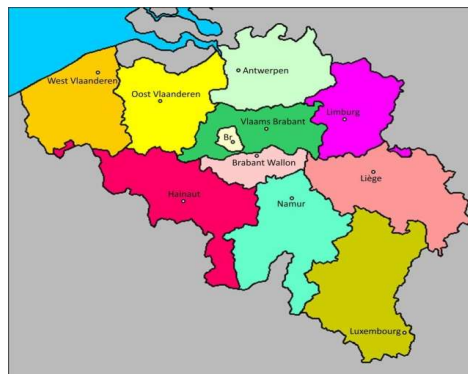 Antwerpen
West Vlaanderen
Oost Vlaanderen
Limburg
Vlaams Brabant
Br.
Brabant Wallon
Liège
Hainaut
Namur
Luxembourg